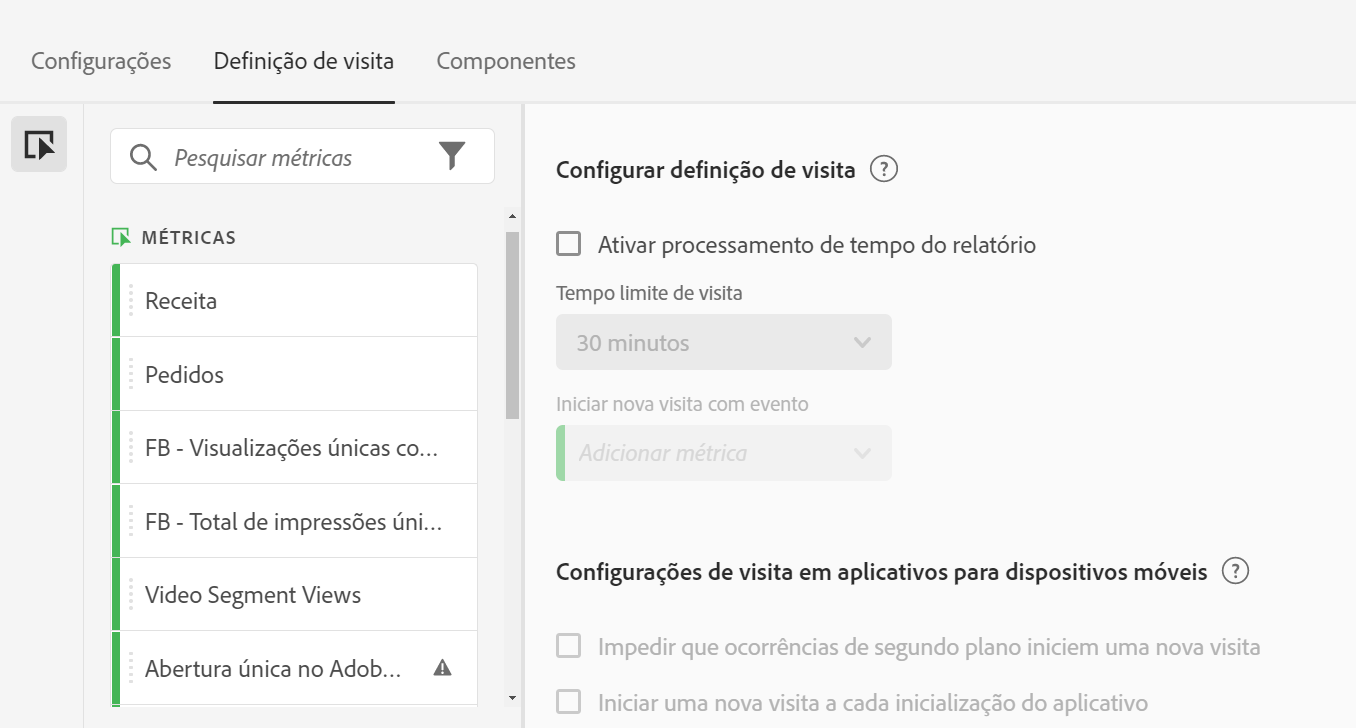 Configurações
Definição de visita
Componentes
Pesquisar métricas
MÉTRICAS
Receita
Pedidos
FB - Visualizações únicas co...
FB - Total de impressões úni...
Video Segment Views
Abertura única no Adob...
Configurar definição de visita ?
Ativar processamento de tempo do relatório
Tempo limite de visita
30 minutos
Iniciar nova visita com evento
Adicionar métrica
Configurações de visita em aplicativos para dispositivos móveis ?
Impedir que ocorrências de segundo plano iniciem uma nova visita
Iniciar uma nova visita a cada inicialização do aplicativo